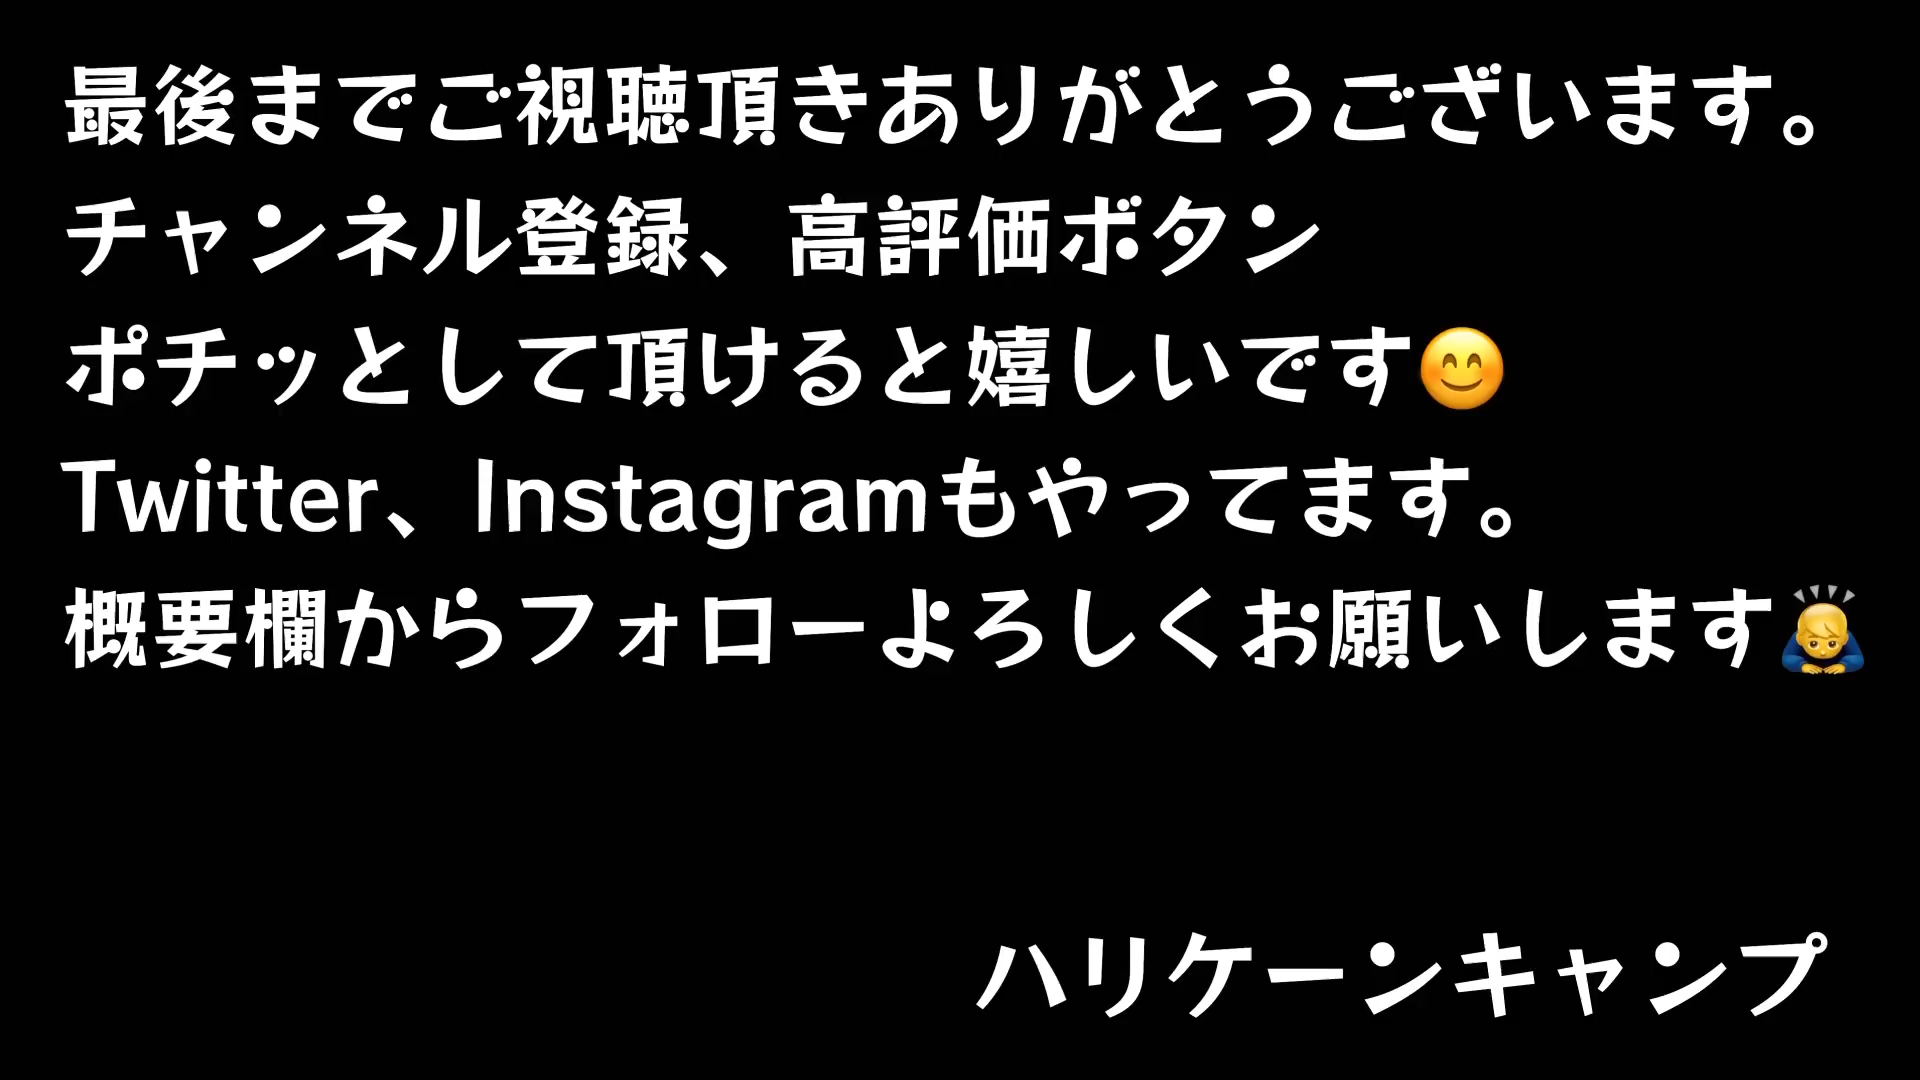 最後までご視聴頂きありがとうございます。
チャンネル登録、高評価ボタン
ポチッとして頂けると嬉しいです😊
Twitter、Instagramもやってます。
概要欄からフォローよろしくお願いします🙇‍♂️
ハリケーンキャンプ